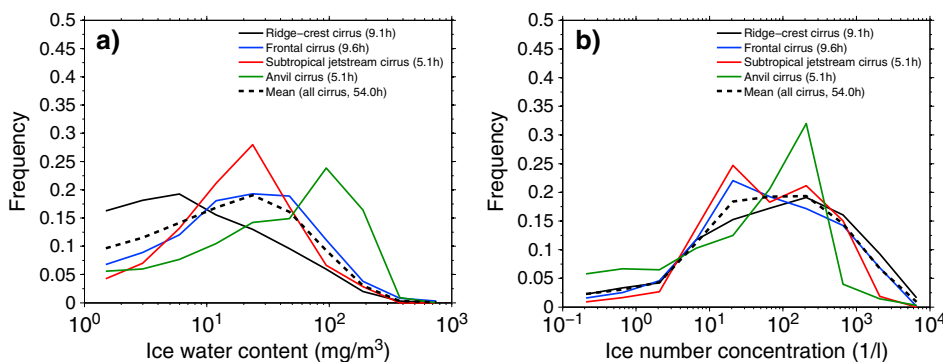 a)
Ridge−crest cirrus (9.1h)
Frontal cirrus (9.6h)
Subtropical jetstream cirrus (5.1h)
Anvil cirrus (5.1h)
Mean (all cirrus, 54.0h)
0.5
0.45
0.4
0.35
0.3
0.25
0.2
0.15
0.1
0.05
0
Frequency
10⁰ 10¹ 10² 10³
Ice water content (mg/m³)
b)
Ridge−crest cirrus (9.1h)
Frontal cirrus (9.6h)
Subtropical jetstream cirrus (5.1h)
Anvil cirrus (5.1h)
Mean (all cirrus, 54.0h)
0.5
0.45
0.4
0.35
0.3
0.25
0.2
0.15
0.1
0.05
0
Frequency
10⁻¹ 10⁰ 10¹ 10² 10³ 10⁴
Ice number concentration (1/l)